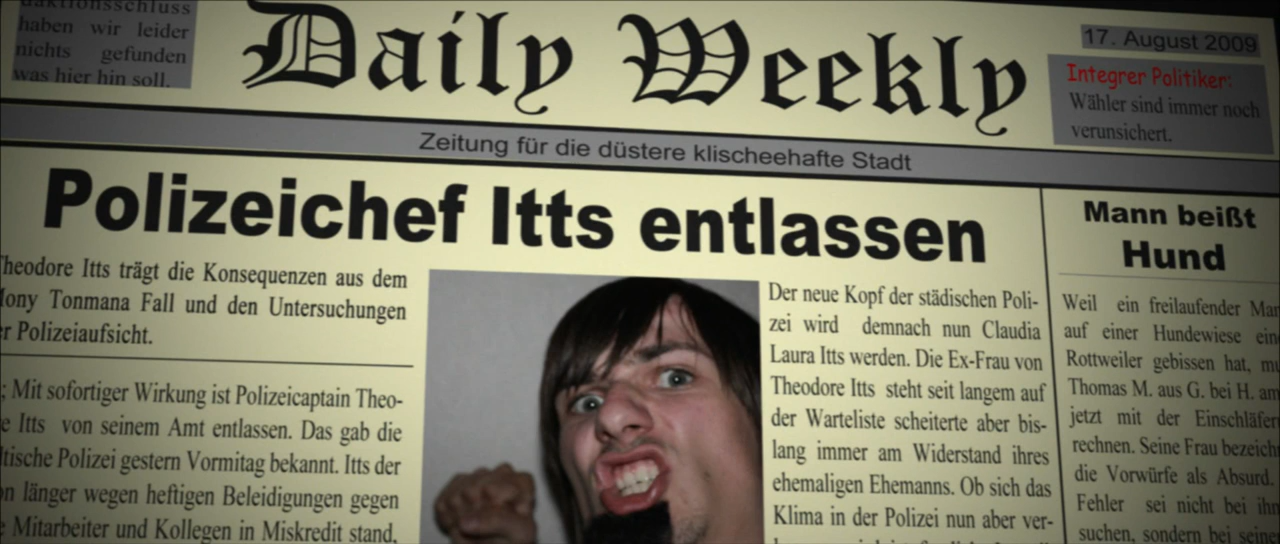 haben wir leider
nichts gefunden
was hier hin soll.
Daily Weekly
17. August 2009
Integrer Politiker:
Wähler sind immer noch
verunsichert.
Zeitung für die düstere klischeehafte Stadt
Polizeichef Itts entlassen
Theodore Itts trägt die Konsequenzen aus dem
Tonmana Fall und den Untersuchungen
Polizeiaufsicht.
Mit sofortiger Wirkung ist Polizeicaptain Theo-
Itts von seinem Amt entlassen. Das gab die
Polizei gestern Vormitag bekannt. Itts der
länger wegen heftigen Beleidigungen gegen
Mitarbeiter und Kollegen in Miskredit stand,
Der neue Kopf der städischen Poli-
zei wird demnach nun Claudia
Laura Itts werden. Die Ex-Frau von
Theodore Itts steht seit langem auf
der Warteliste scheiterte aber bis-
lang immer am Widerstand ihres
ehemaligen Ehemanns. Ob sich das
Klima in der Polizei nun aber ver-
Mann beißt
Hund
Weil ein freilaufender
auf einer Hundewiese
Rottweiler gebissen hat,
Thomas M. aus G. bei H.
jetzt mit der
rechnen. Seine Frau
die Vorwürfe als Absurd.
Fehler sei nicht bei
suchen, sondern bei